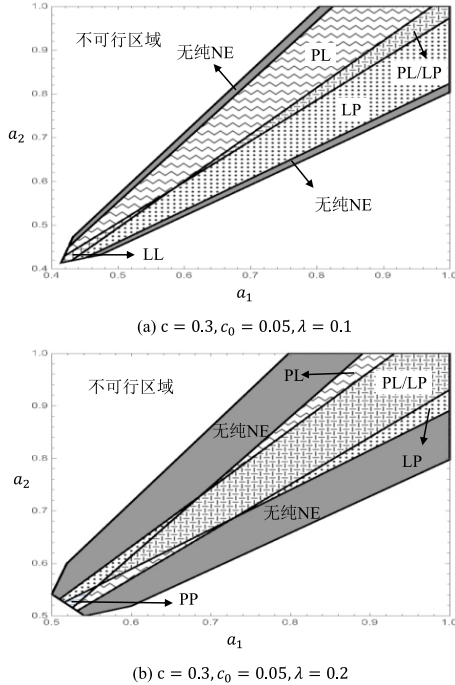 1.0
不可行区域
无纯NE
PL
0.9
PL/LP
0.8
LP
a₂
0.7
0.6
无纯NE
0.5
LL
0.4
0.4 0.5 0.6 0.7 0.8 0.9 1.0
a₁
(a) c = 0.3, c₀ = 0.05, λ = 0.1
1.0
不可行区域
PL
PL/LP
0.9
无纯NE
LP
0.8
a₂
无纯NE
0.7
0.6
PP
0.5
0.5 0.6 0.7 0.8 0.9 1.0
a₁
(b) c = 0.3, c₀ = 0.05, λ = 0.2